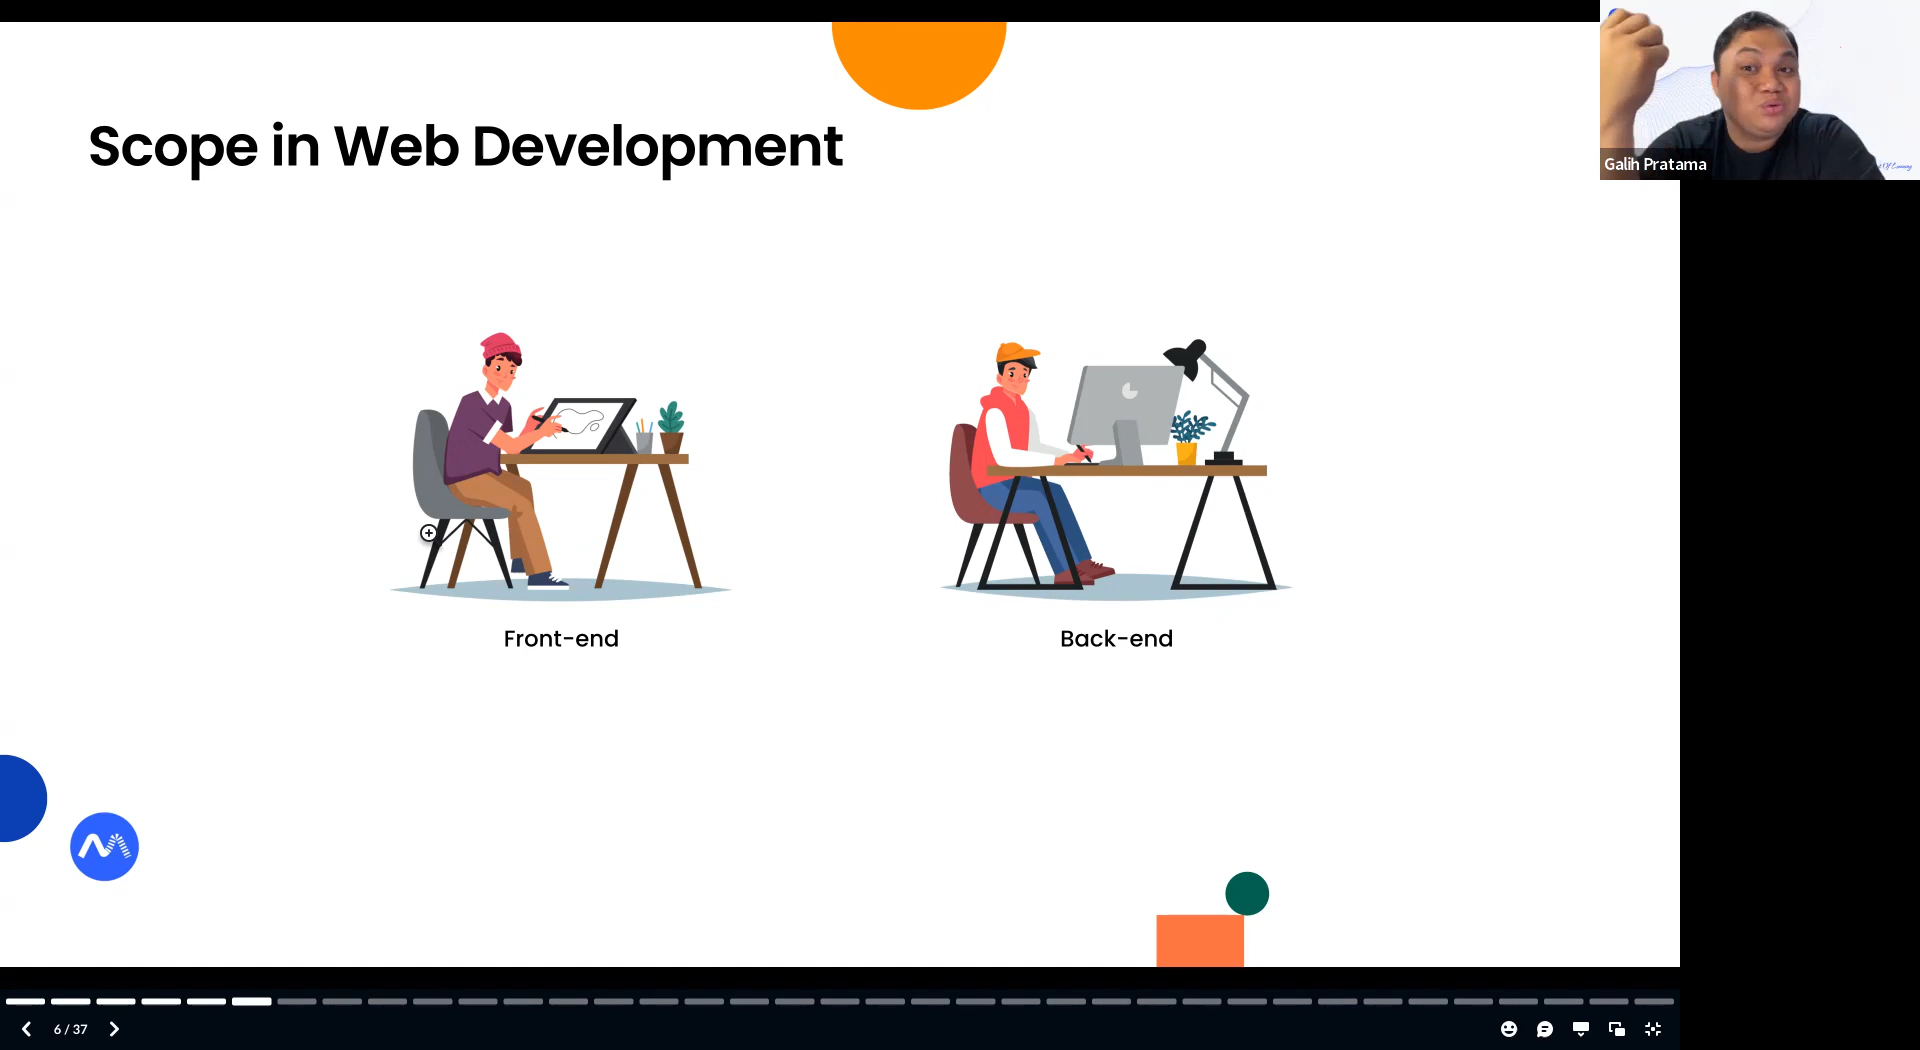 Scope in Web Development
Galih Pratama
Front-end
Back-end
6 / 37